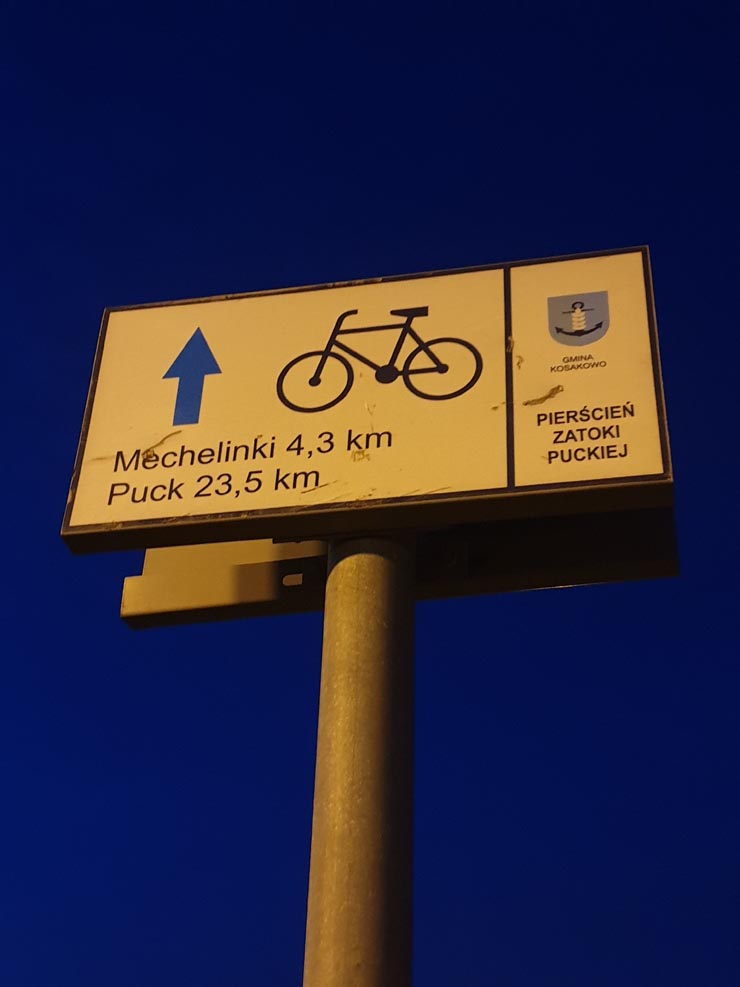 Mechelinki 4,3 km
Puck 23,5 km
GMINA
KOSAKOWO
PIERŚCIEŃ
ZATOKI
PUCKIEJ